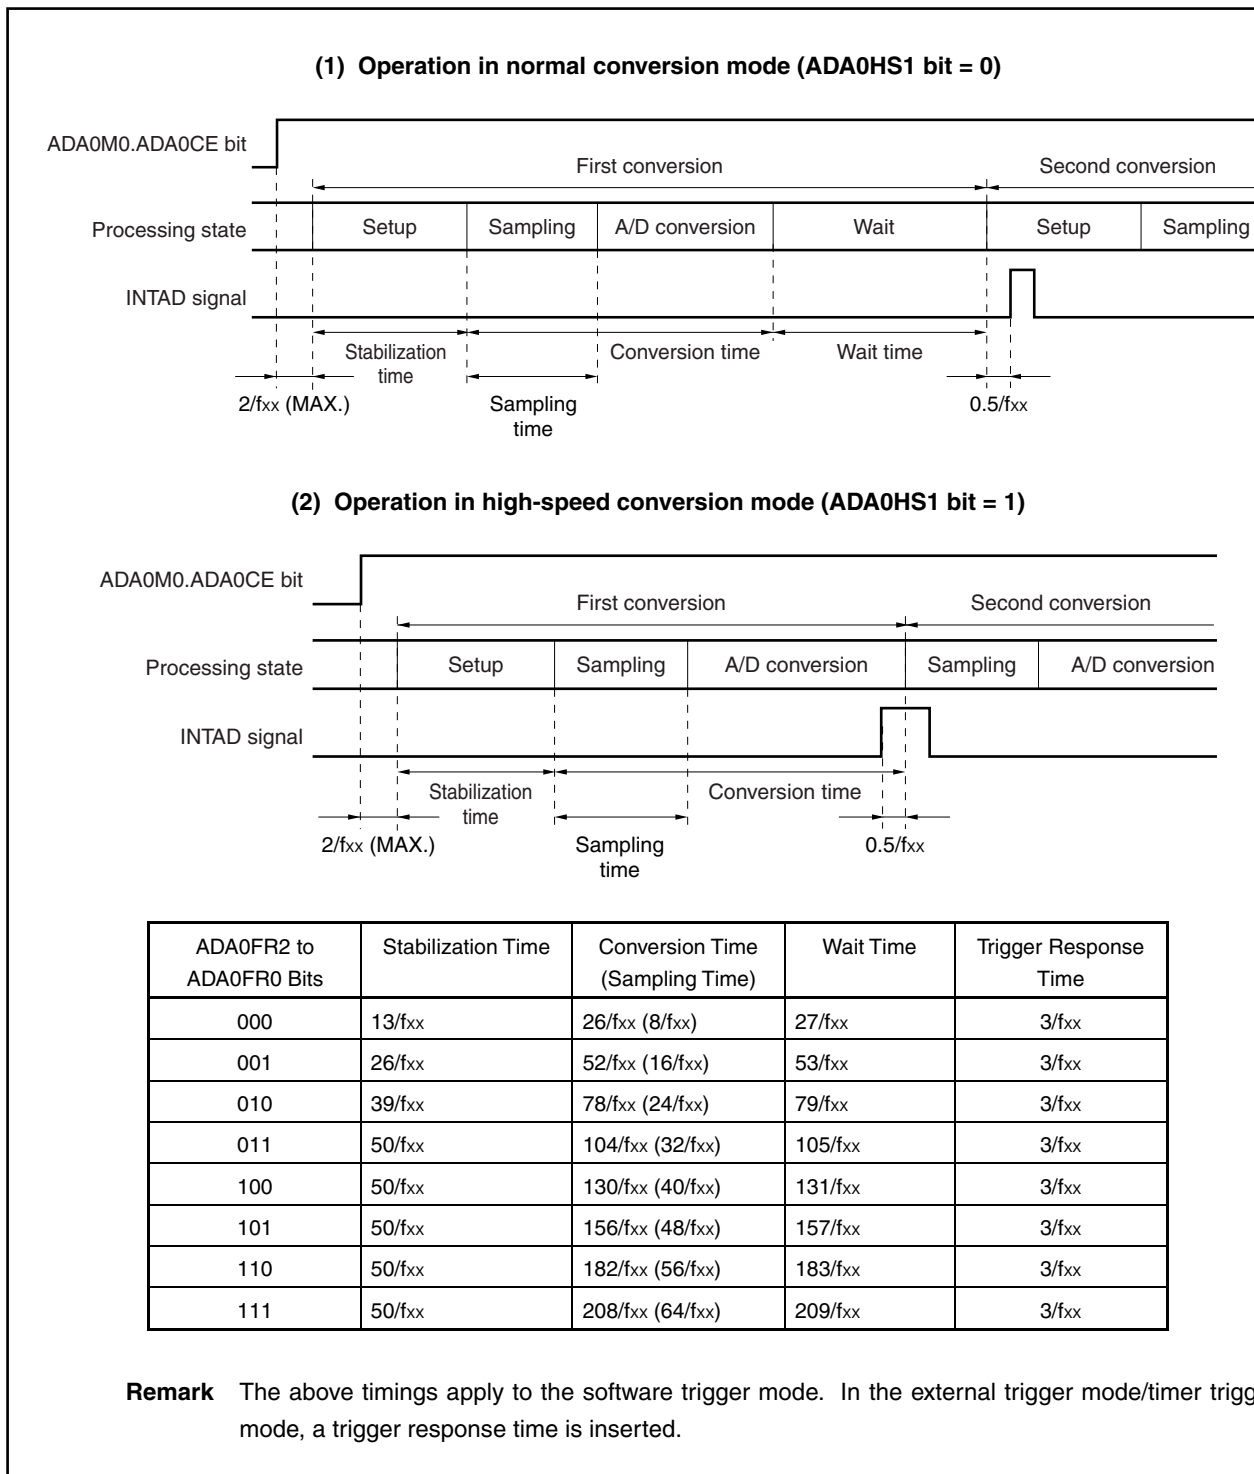 (1) Operation in normal conversion mode (ADA0HS1 bit = 0)
ADA0M0.ADA0CE bit
First conversion
Second conversion
Processing state
Setup
Sampling
A/D conversion
Wait
Setup
Sampling
INTAD signal
Stabilization
time
Conversion time
Wait time
2/fxx (MAX.)
Sampling
time
0.5/fxx
(2) Operation in high-speed conversion mode (ADA0HS1 bit = 1)
ADA0M0.ADA0CE bit
First conversion
Second conversion
Processing state
Setup
Sampling
A/D conversion
Sampling
A/D conversion
INTAD signal
Stabilization
time
Conversion time
2/fxx (MAX.)
Sampling
time
0.5/fxx
ADA0FR2 to
ADA0FR0 Bits
Stabilization Time
Conversion Time
(Sampling Time)
Wait Time
Trigger Response
Time
000 13/fxx 26/fxx (8/fxx) 27/fxx 3/fxx
001 26/fxx 52/fxx (16/fxx) 53/fxx 3/fxx
010 39/fxx 78/fxx (24/fxx) 79/fxx 3/fxx
011 50/fxx 104/fxx (32/fxx) 105/fxx 3/fxx
100 50/fxx 130/fxx (40/fxx) 131/fxx 3/fxx
101 50/fxx 156/fxx (48/fxx) 157/fxx 3/fxx
110 50/fxx 182/fxx (56/fxx) 183/fxx 3/fxx
111 50/fxx 208/fxx (64/fxx) 209/fxx 3/fxx
Remark The above timings apply to the software trigger mode. In the external trigger mode/timer trigg
mode, a trigger response time is inserted.